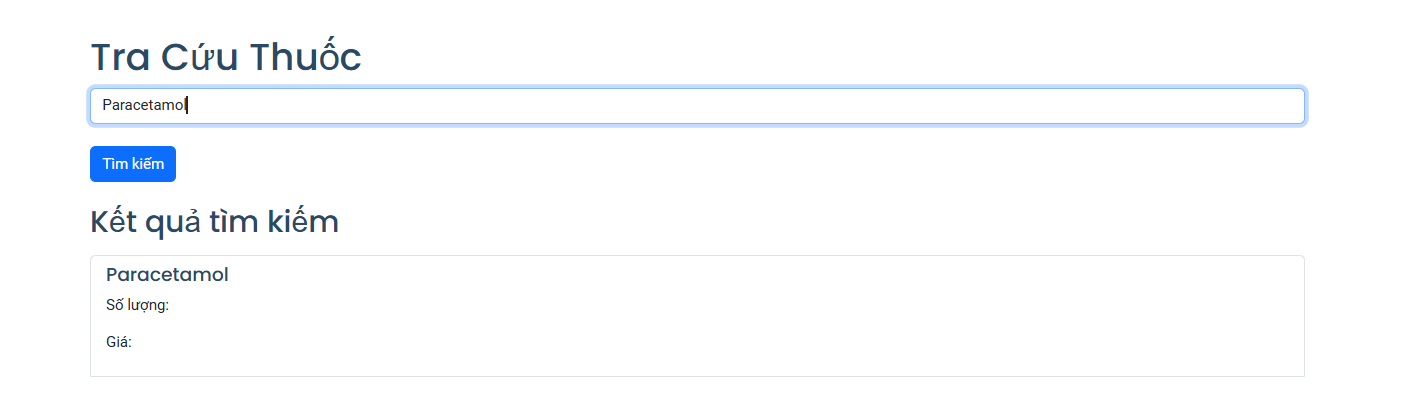 Tra Cứu Thuốc
Paracetamol
Tìm kiếm
Kết quả tìm kiếm
Paracetamol
Số lượng:
Giá: